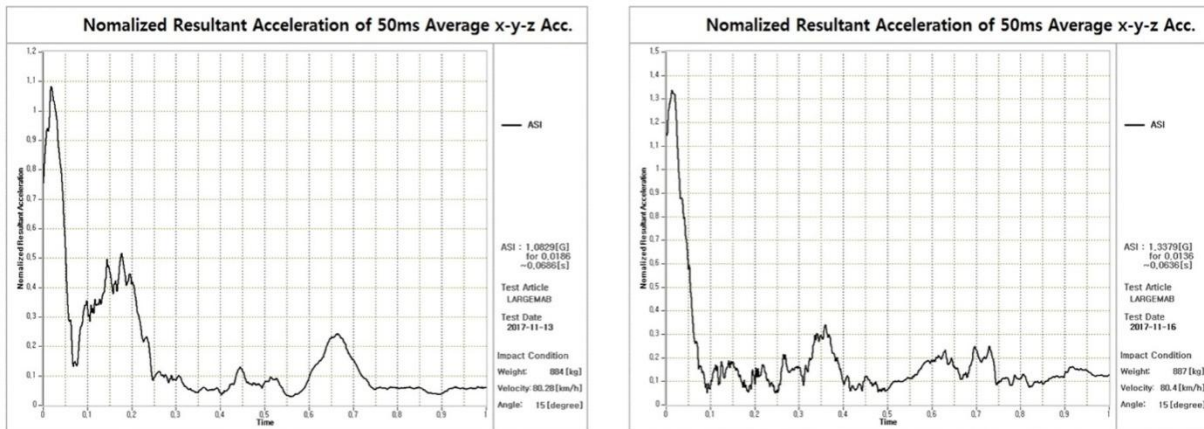 Nomalized Resultant Acceleration of 50ms Average x-y-z Acc.
1,2
1,1
1
0,9
0,8
0,7
0,6
0,5
0,4
0,3
0,2
0,1
0
Nomalized Resultant Acceleration
0
0,1
0,2
0,3
0,4
0,5
0,6
0,7
0,8
0,9
1
Time
ASI
ASI : 1,0829[G]
for 0,0186
~0,0686[s]
Test Article
LARGEMAB
Test Date
2017-11-13
Impact Condition
Weight: 884 [kg]
Velocity: 80.28 [km/h]
Angle: 15 [degree]
Nomalized Resultant Acceleration of 50ms Average x-y-z Acc.
1,5
1,4
1,3
1,2
1,1
1
0,9
0,8
0,7
0,6
0,5
0,4
0,3
0,2
0,1
0
Nomalized Resultant Acceleration
0
0,1
0,2
0,3
0,4
0,5
0,6
0,7
0,8
0,9
1
Time
ASI
ASI : 1,3379[G]
for 0,0136
~0,0636[s]
Test Article
LARGEMAB
Test Date
2017-11-16
Impact Condition
Weight: 887 [kg]
Velocity: 80.4 [km/h]
Angle: 15 [degree]